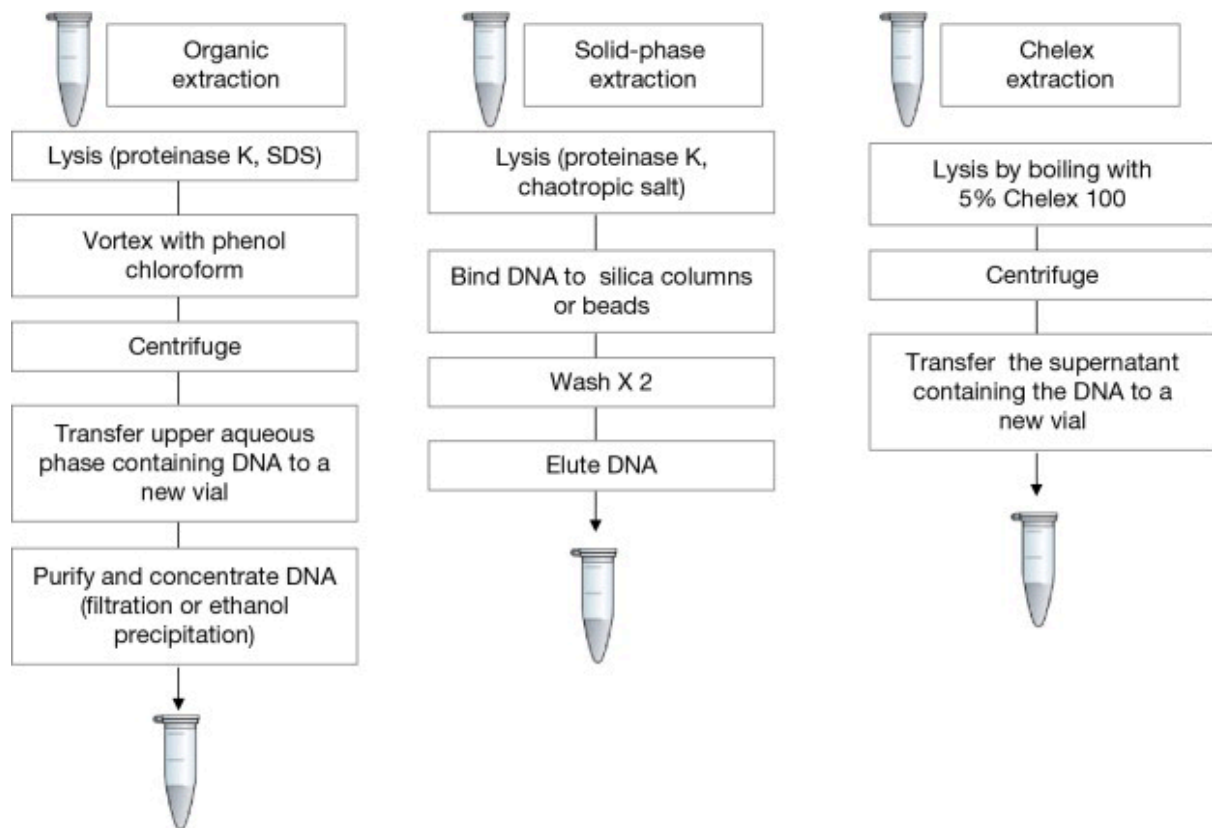 Organic
extraction
Lysis (proteinase K, SDS)
Vortex with phenol
chloroform
Centrifuge
Transfer upper aqueous
phase containing DNA to a
new vial
Purify and concentrate DNA
(filtration or ethanol
precipitation)
Solid-phase
extraction
Lysis (proteinase K,
chaotropic salt)
Bind DNA to silica columns
or beads
Wash X 2
Elute DNA
Chelex
extraction
Lysis by boiling with
5% Chelex 100
Centrifuge
Transfer the supernatant
containing the DNA to a
new vial